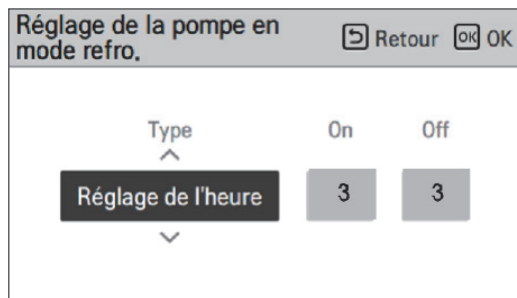 Réglage de la pompe en
mode refro.
Retour OK OK
Type On Off
Réglage de l'heure 3 3